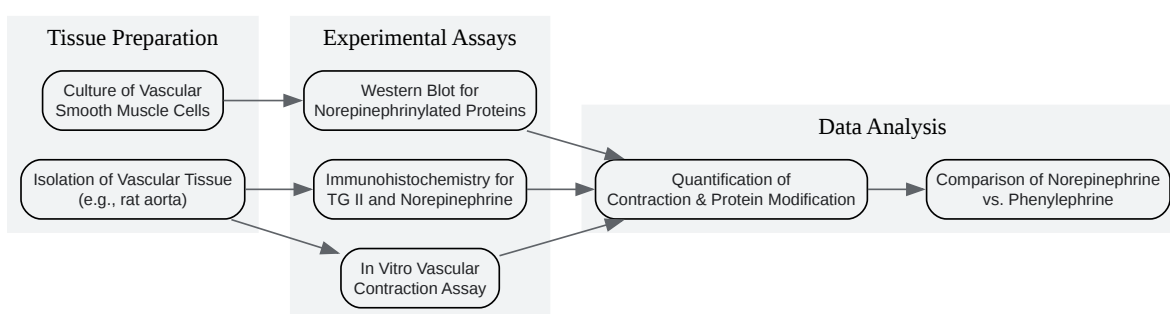 Tissue Preparation
Culture of Vascular
Smooth Muscle Cells
Isolation of Vascular Tissue
(e.g., rat aorta)
Experimental Assays
Western Blot for
Norepinephrinylated Proteins
Immunohistochemistry for
TG II and Norepinephrine
In Vitro Vascular
Contraction Assay
Data Analysis
Quantification of
Contraction & Protein Modification
Comparison of Norepinephrine
vs. Phenylephrine